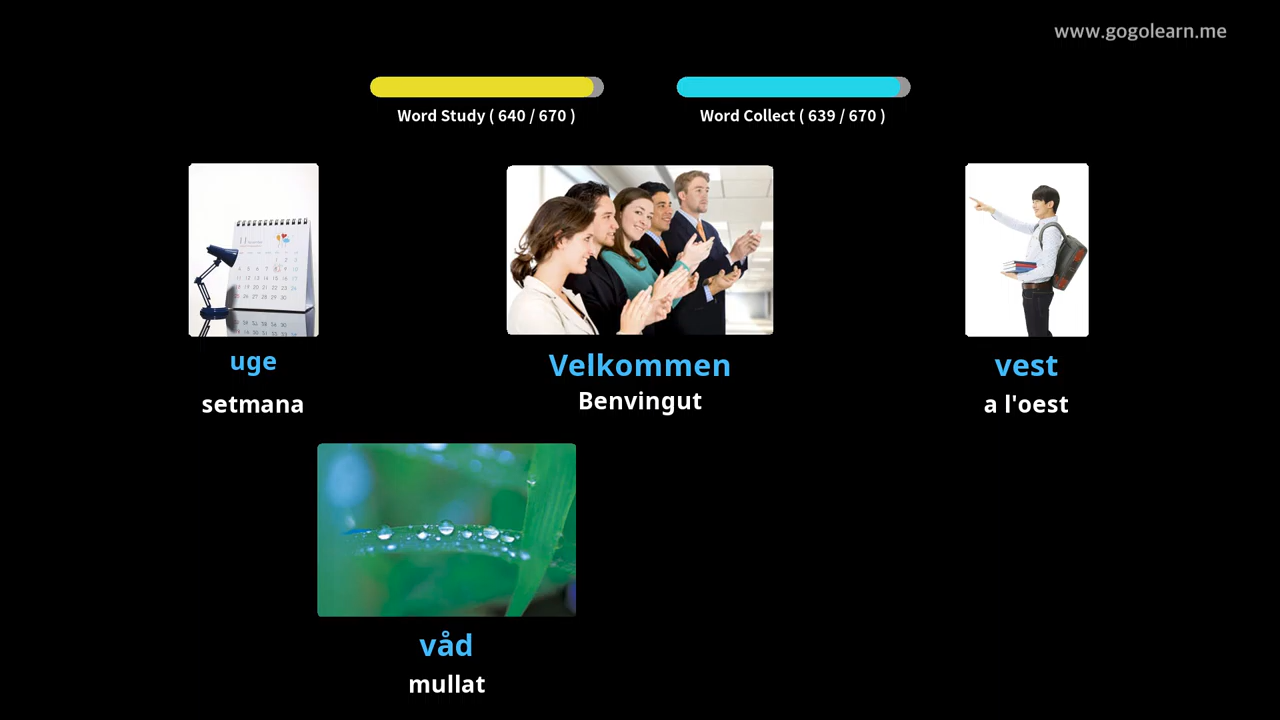 www.gogolearn.me
Word Study ( 640 / 670 )
Word Collect ( 639 / 670 )
uge
Velkommen
vest
setmana
Benvingut
a l'oest
våd
mullat